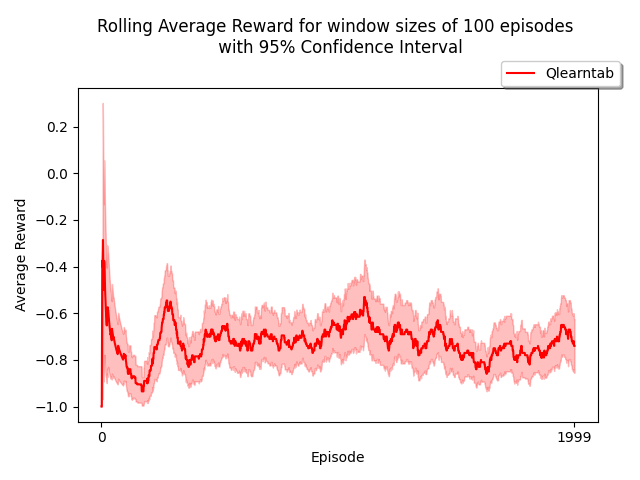 Rolling Average Reward for window sizes of 100 episodes
with 95% Confidence Interval
Qlearntab
0.2
0.0
−0.2
−0.4
−0.6
−0.8
−1.0
Average Reward
0
1999
Episode